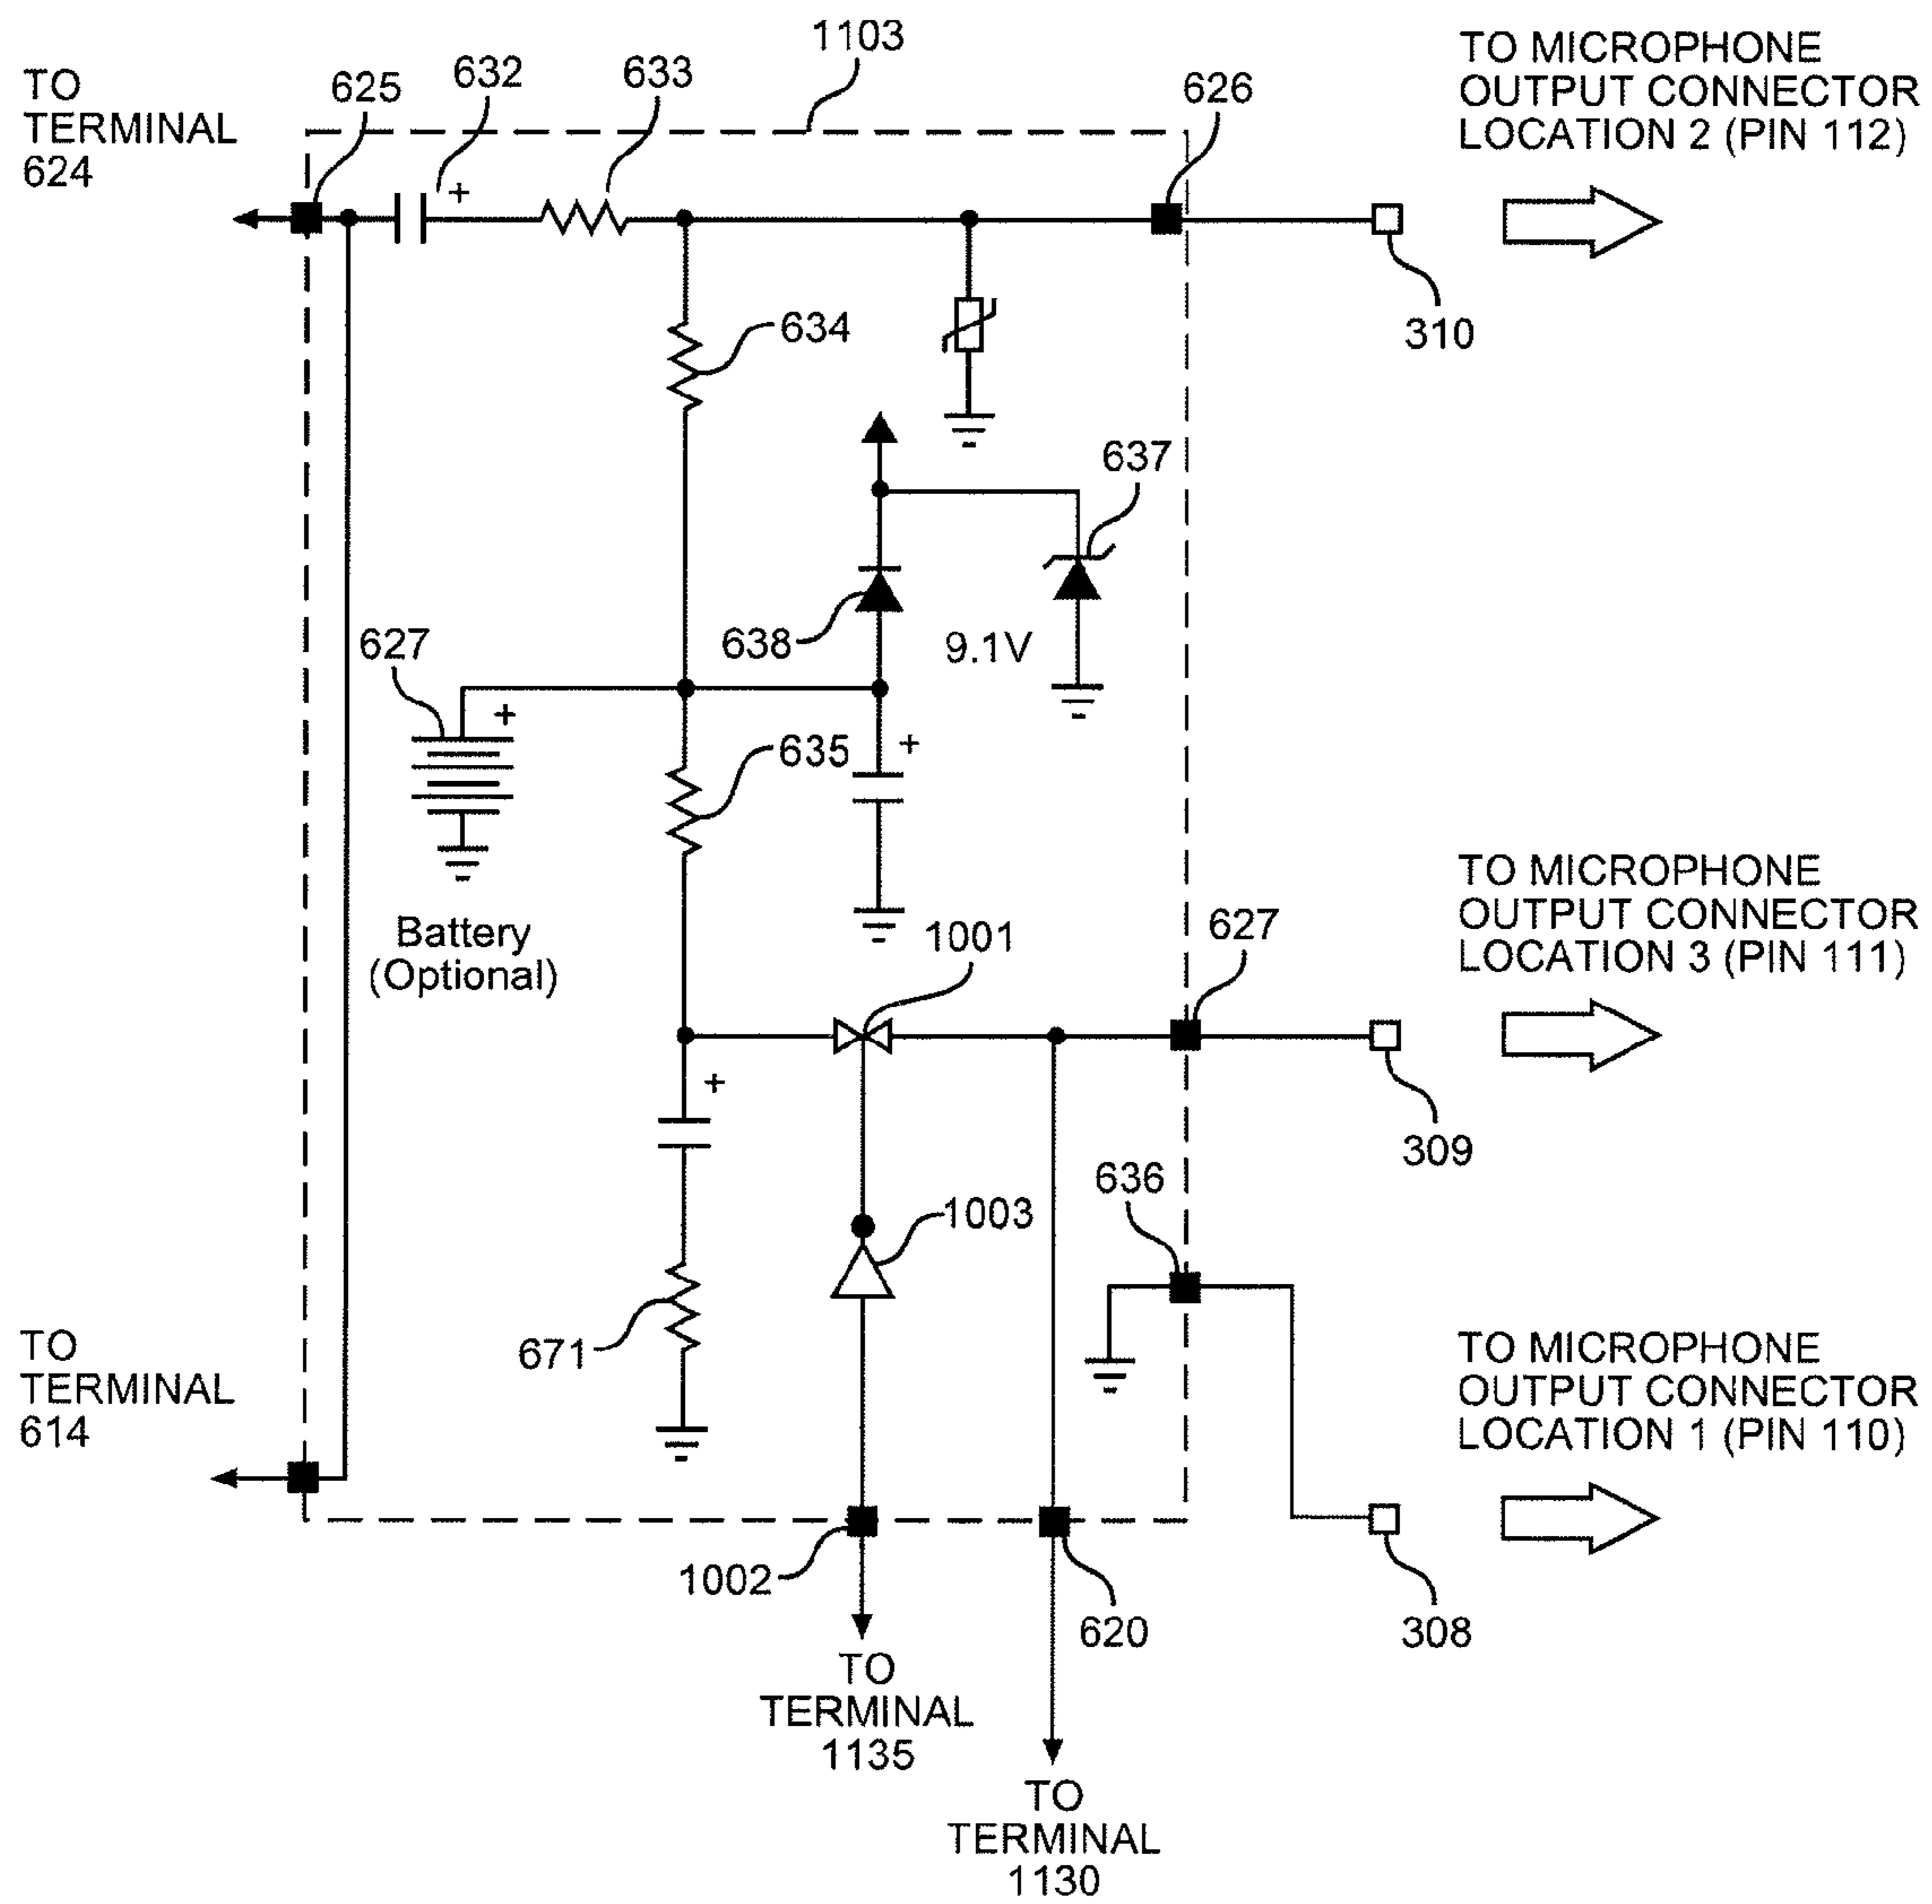 1103
TO MICROPHONE
OUTPUT CONNECTOR
LOCATION 2 (PIN 112)
TO
TERMINAL
624
625
632
633
626
+
310
634
637
638
9.1V
627
+
635
+
Battery
(Optional)
1001
627
TO MICROPHONE
OUTPUT CONNECTOR
LOCATION 3 (PIN 111)
+
309
636
1003
671
TO
TERMINAL
614
TO MICROPHONE
OUTPUT CONNECTOR
LOCATION 1 (PIN 110)
1002
620
308
TO
TERMINAL
1135
TO
TERMINAL
1130